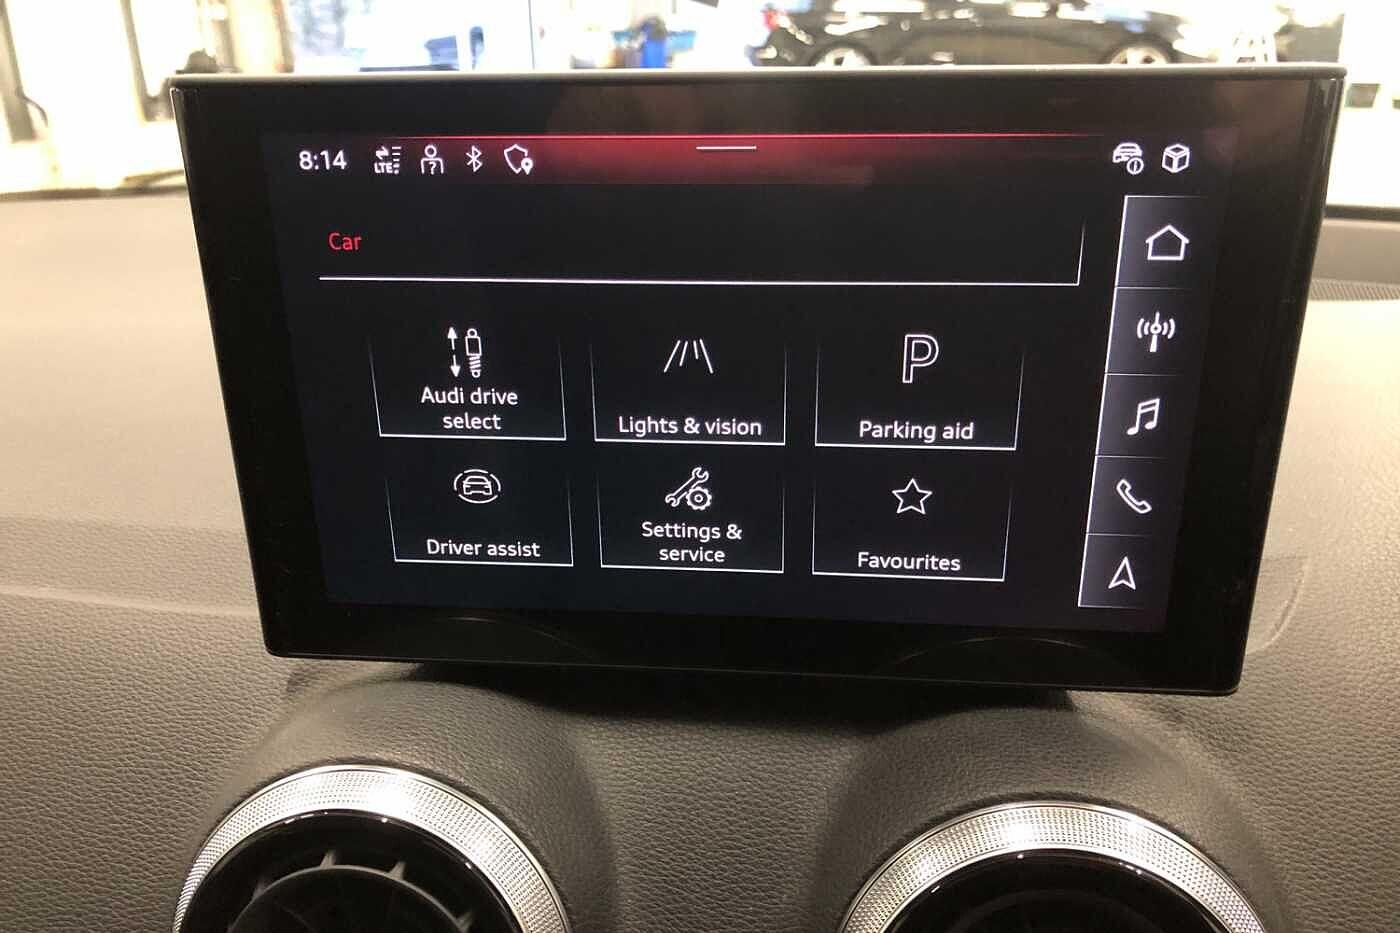 8:14
LTE
?
Car
Audi drive
select
Lights & vision
P
Parking aid
Driver assist
Settings &
service
Favourites